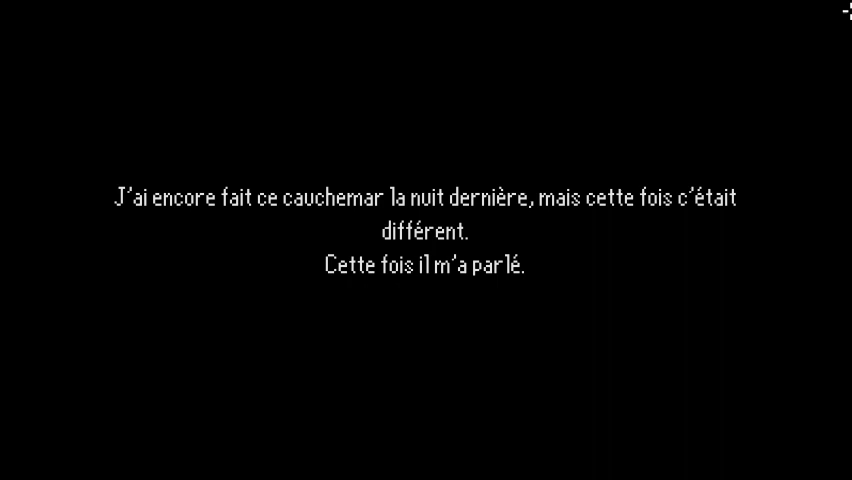 J'ai encore fait ce cauchemar la nuit dernière, mais cette fois c'était
différent.
Cette fois il m'a parlé.